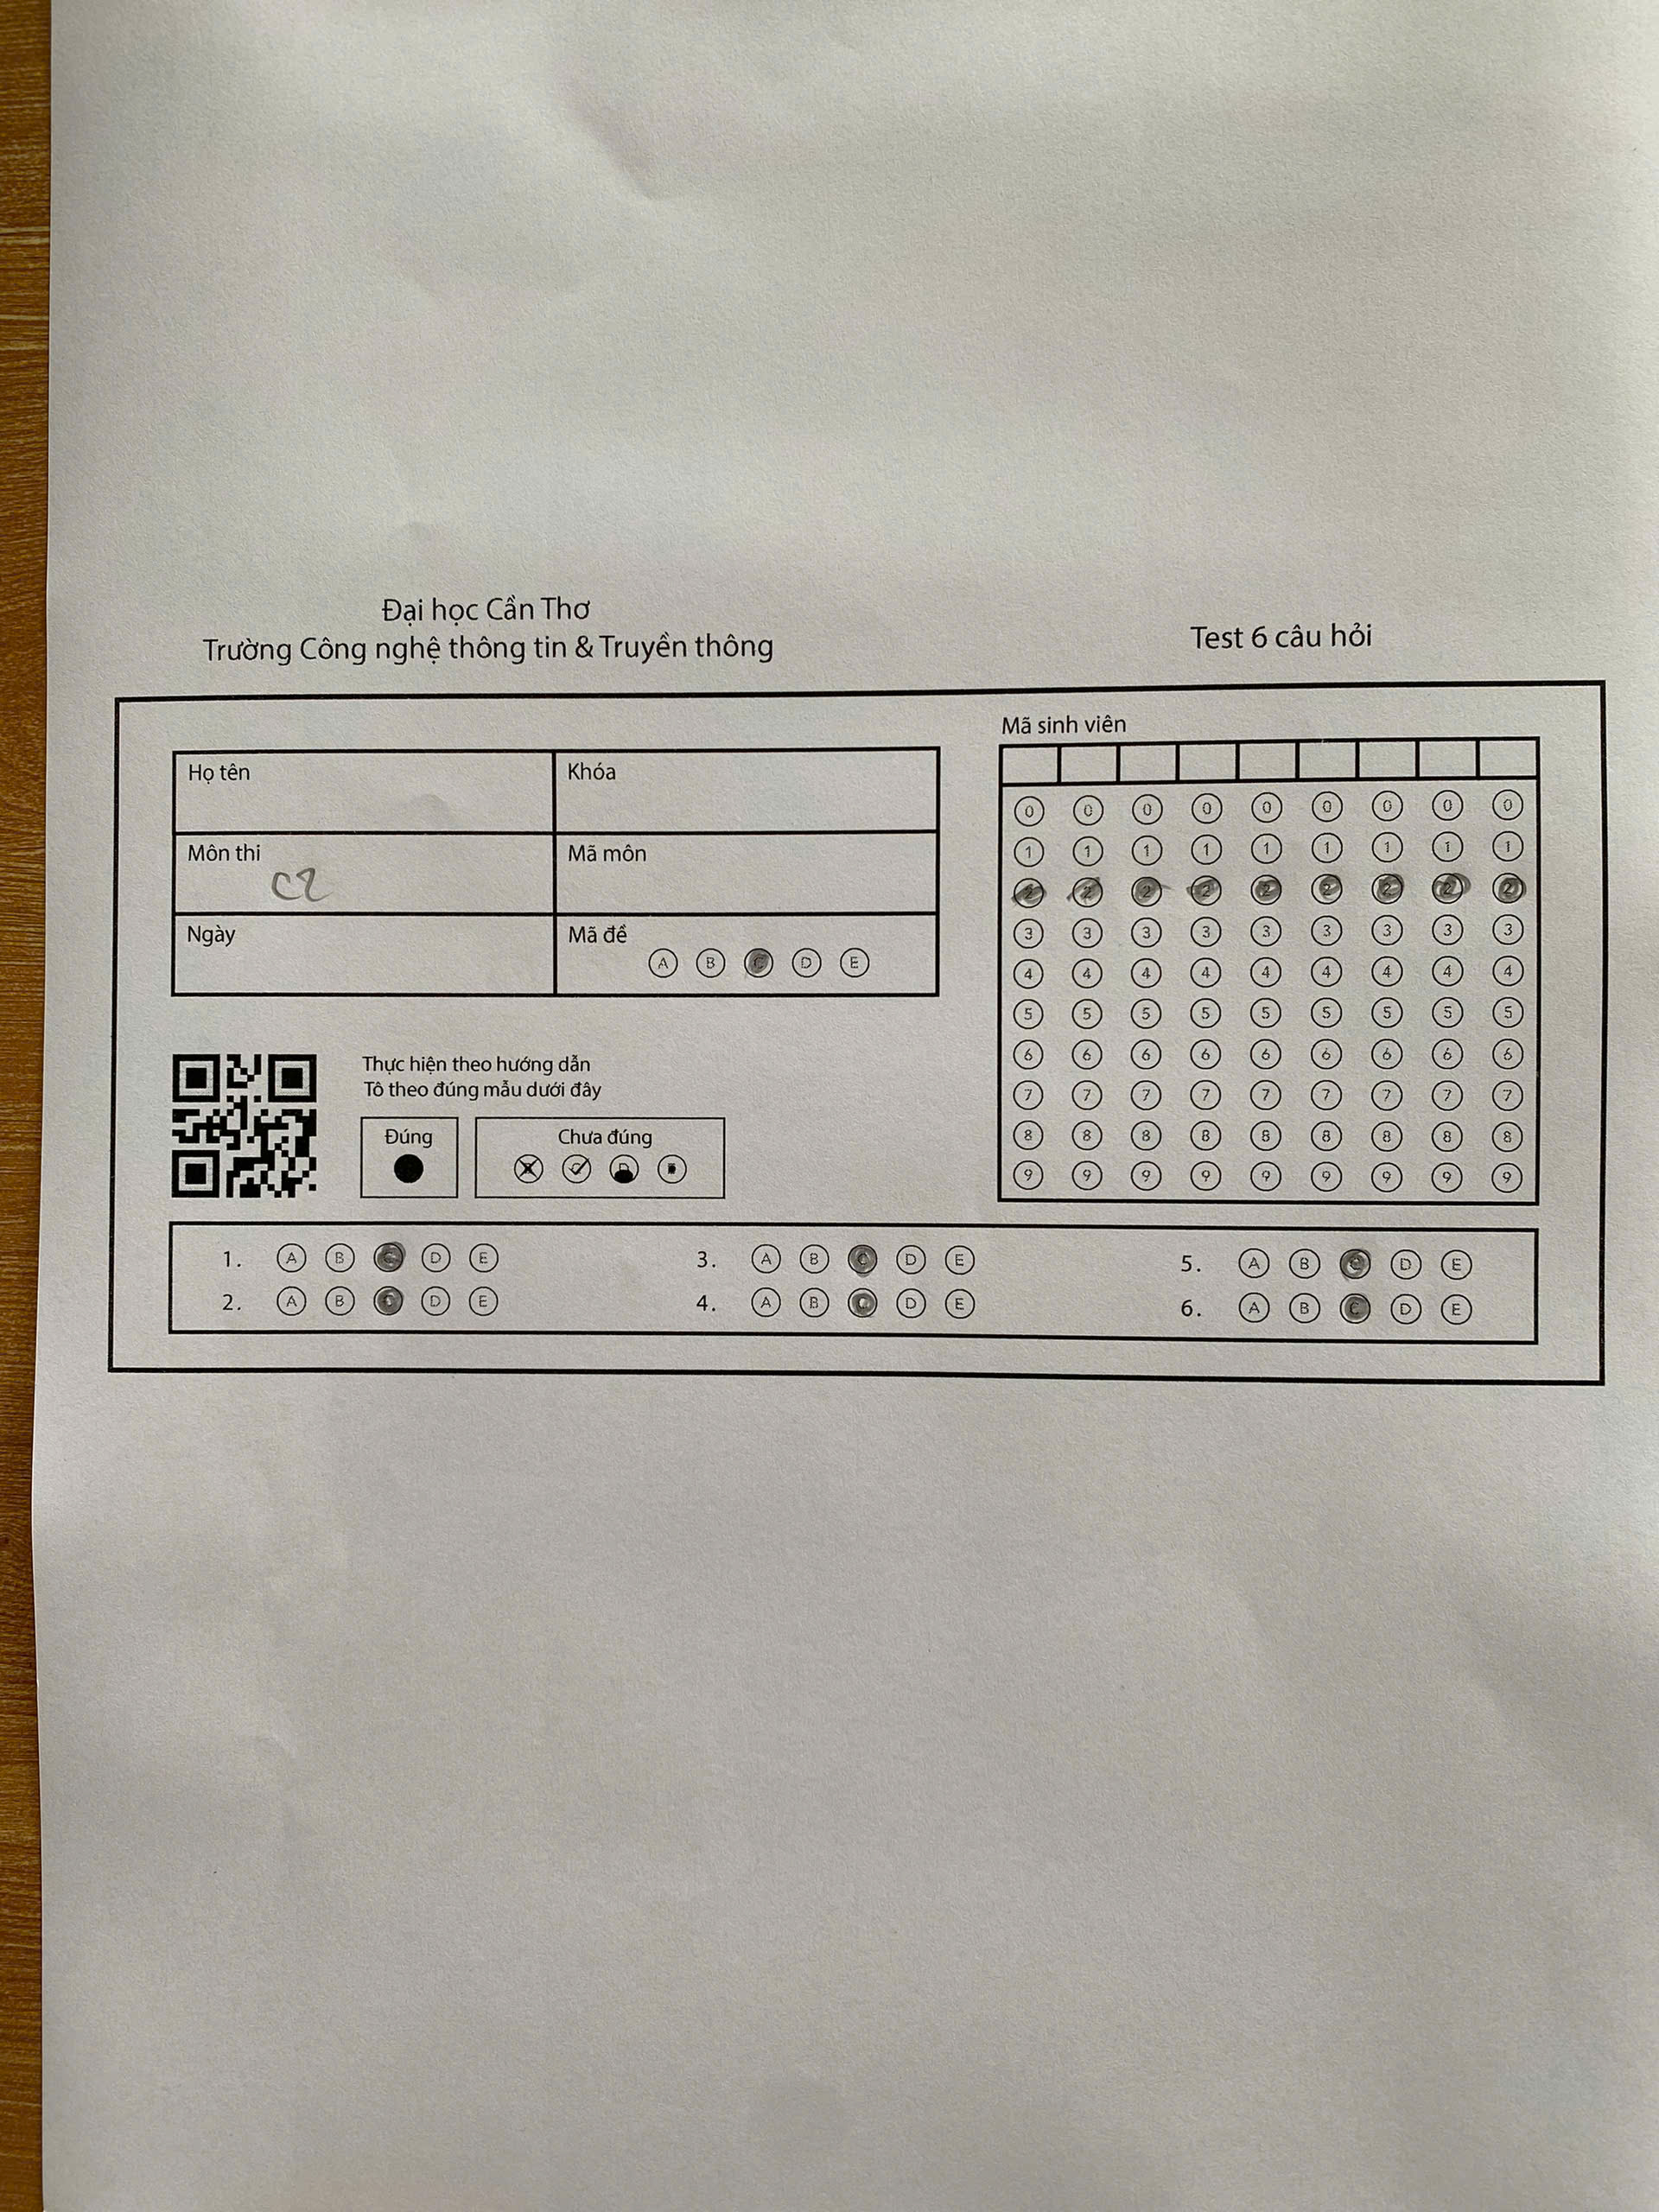 Đại học Cần Thơ
Trường Công nghệ thông tin & Truyền thông
Test 6 câu hỏi
Họ tên
Khóa
Môn thi
C2
Mã môn
Ngày
Mã đề
A B C D E
Mã sinh viên
0 0 0 0 0 0 0 0 0
1 1 1 1 1 1 1 1 1
2 2 2 2 2 2 2 2 2
3 3 3 3 3 3 3 3 3
4 4 4 4 4 4 4 4 4
5 5 5 5 5 5 5 5 5
6 6 6 6 6 6 6 6 6
7 7 7 7 7 7 7 7 7
8 8 8 8 8 8 8 8 8
9 9 9 9 9 9 9 9 9
Thực hiện theo hướng dẫn
Tô theo đúng mẫu dưới đây
Đúng
Chưa đúng
1. A B C D E
2. A B C D E
3. A B C D E
4. A B C D E
5. A B C D E
6. A B C D E